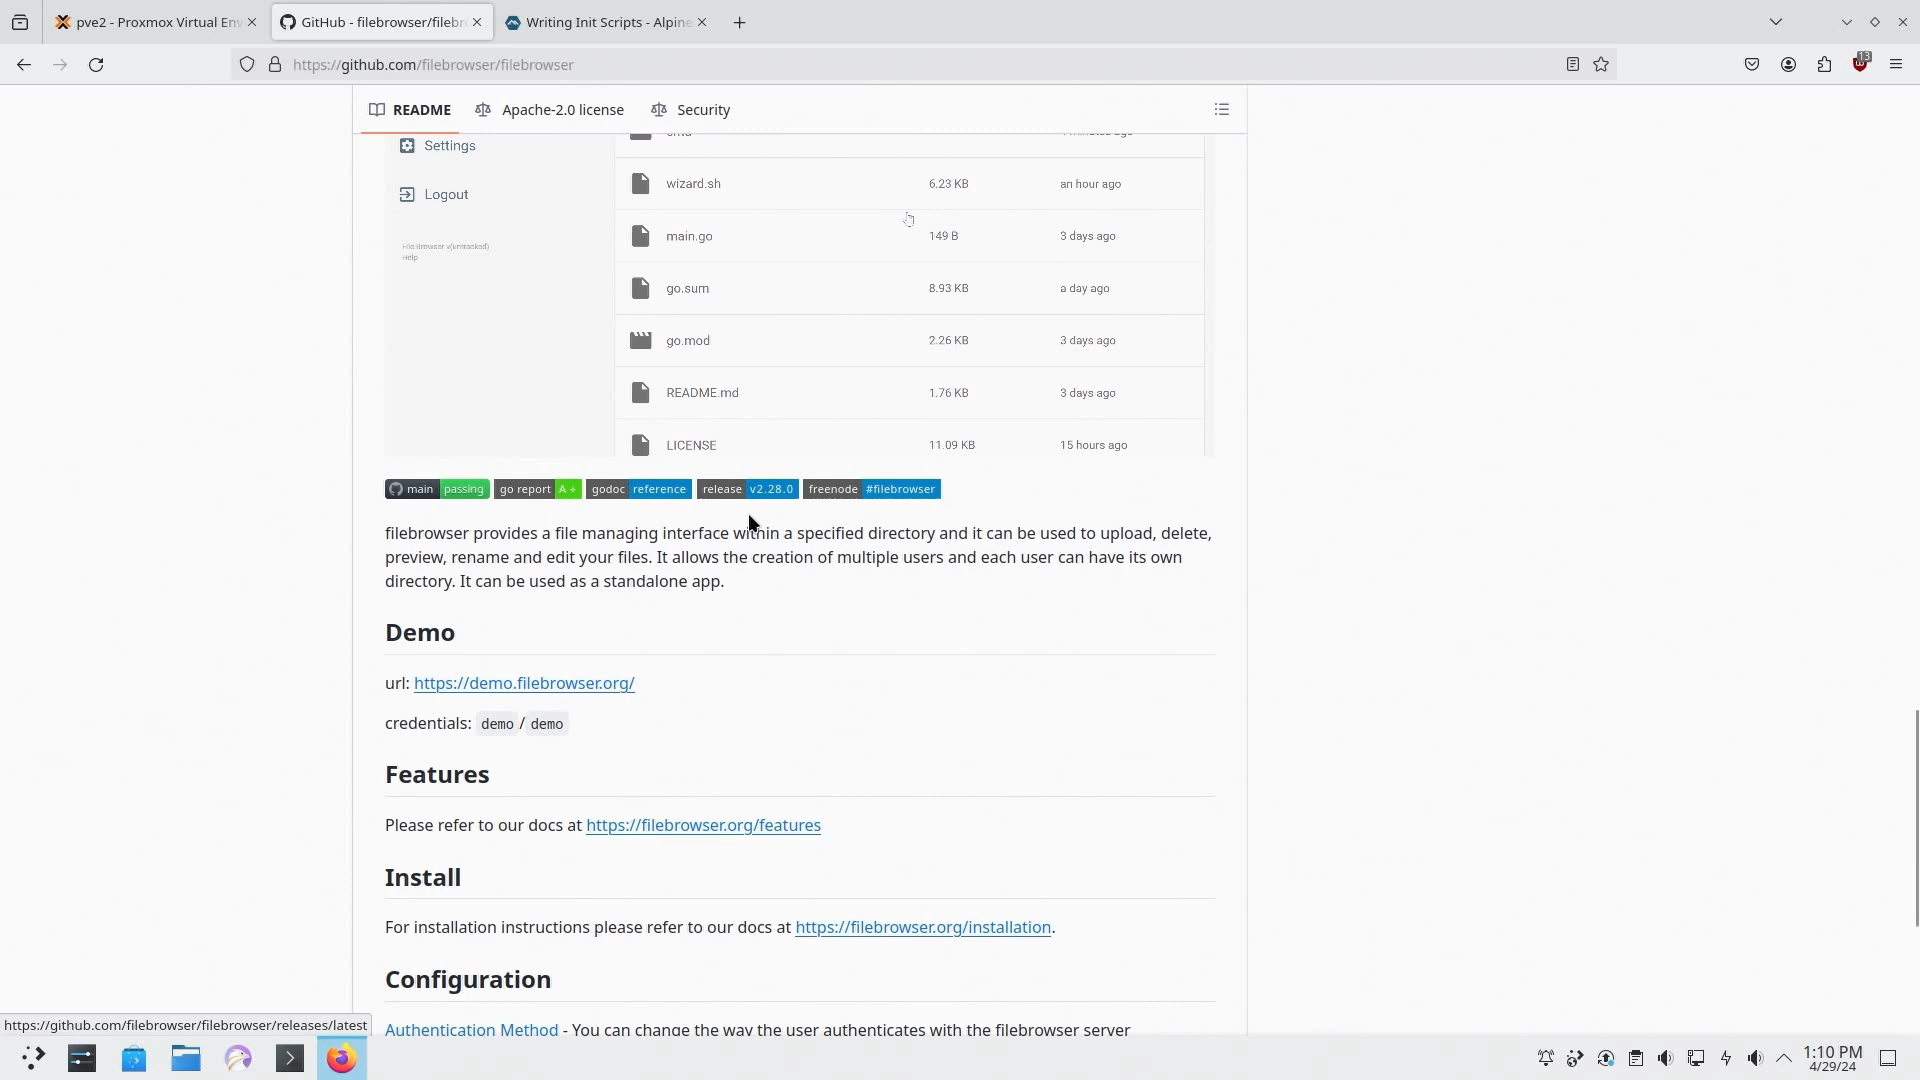 pve2 - Proxmox Virtual Env
GitHub - filebrowser/filebr
Writing Init Scripts - Alpine
https://github.com/filebrowser/filebrowser
13
README
Apache-2.0 license
Security
Settings
wizard.sh 6.23 KB an hour ago
Logout
main.go 149 B 3 days ago
File Browser v(untracked)
Help
go.sum 8.93 KB a day ago
go.mod 2.26 KB 3 days ago
README.md 1.76 KB 3 days ago
LICENSE 11.09 KB 15 hours ago
main passing go report A+ godoc reference release v2.28.0 freenode #filebrowser
filebrowser provides a file managing interface within a specified directory and it can be used to upload, delete,
preview, rename and edit your files. It allows the creation of multiple users and each user can have its own
directory. It can be used as a standalone app.
Demo
url: https://demo.filebrowser.org/
credentials: demo / demo
Features
Please refer to our docs at https://filebrowser.org/features
Install
For installation instructions please refer to our docs at https://filebrowser.org/installation.
Configuration
Authentication Method - You can change the way the user authenticates with the filebrowser server
https://github.com/filebrowser/filebrowser/releases/latest
1:10 PM
4/29/24